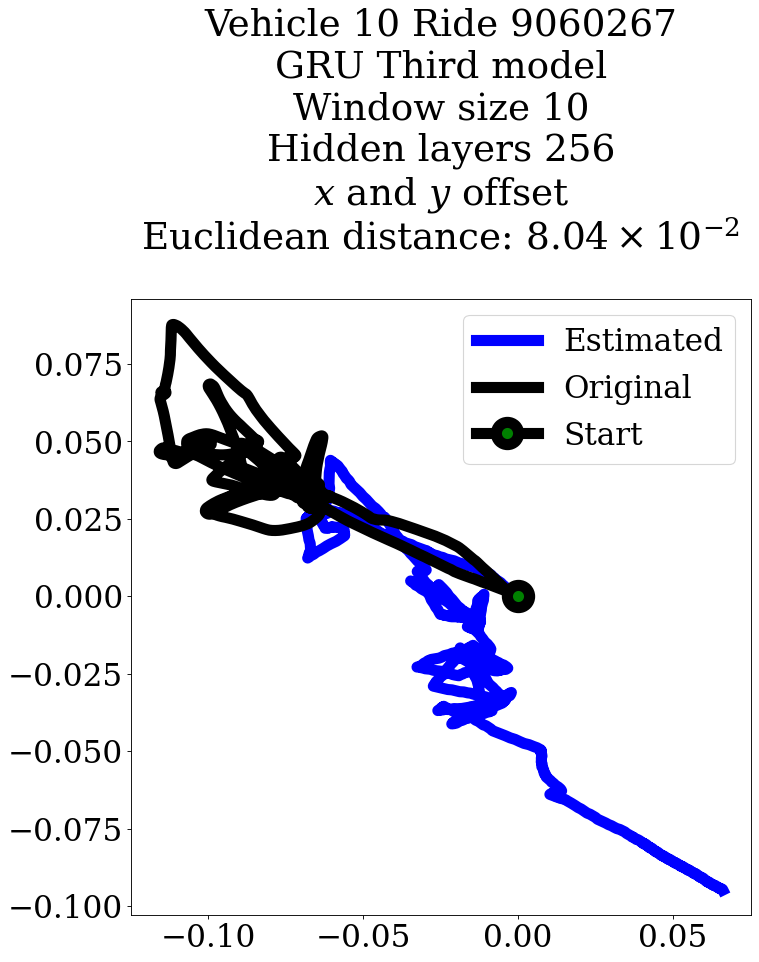 Vehicle 10 Ride 9060267
GRU Third model
Window size 10
Hidden layers 256
x and y offset
Euclidean distance: 8.04 × 10⁻²
Estimated
Original
Start
0.075
0.050
0.025
0.000
−0.025
−0.050
−0.075
−0.100
−0.10 −0.05 0.00 0.05